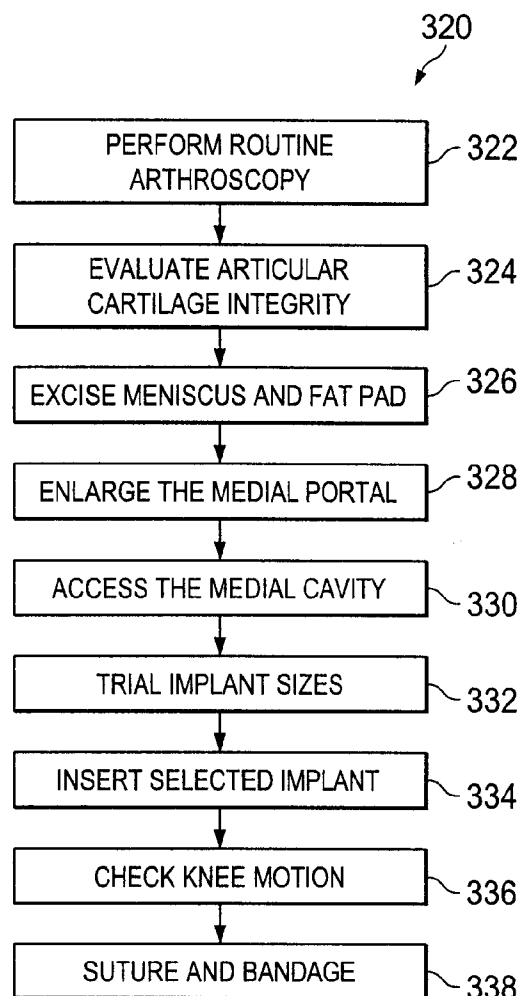 320
PERFORM ROUTINE
ARTHROSCOPY
322
EVALUATE ARTICULAR
CARTILAGE INTEGRITY
324
EXCISE MENISCUS AND FAT PAD
326
ENLARGE THE MEDIAL PORTAL
328
ACCESS THE MEDIAL CAVITY
330
TRIAL IMPLANT SIZES
332
INSERT SELECTED IMPLANT
334
CHECK KNEE MOTION
336
SUTURE AND BANDAGE
338